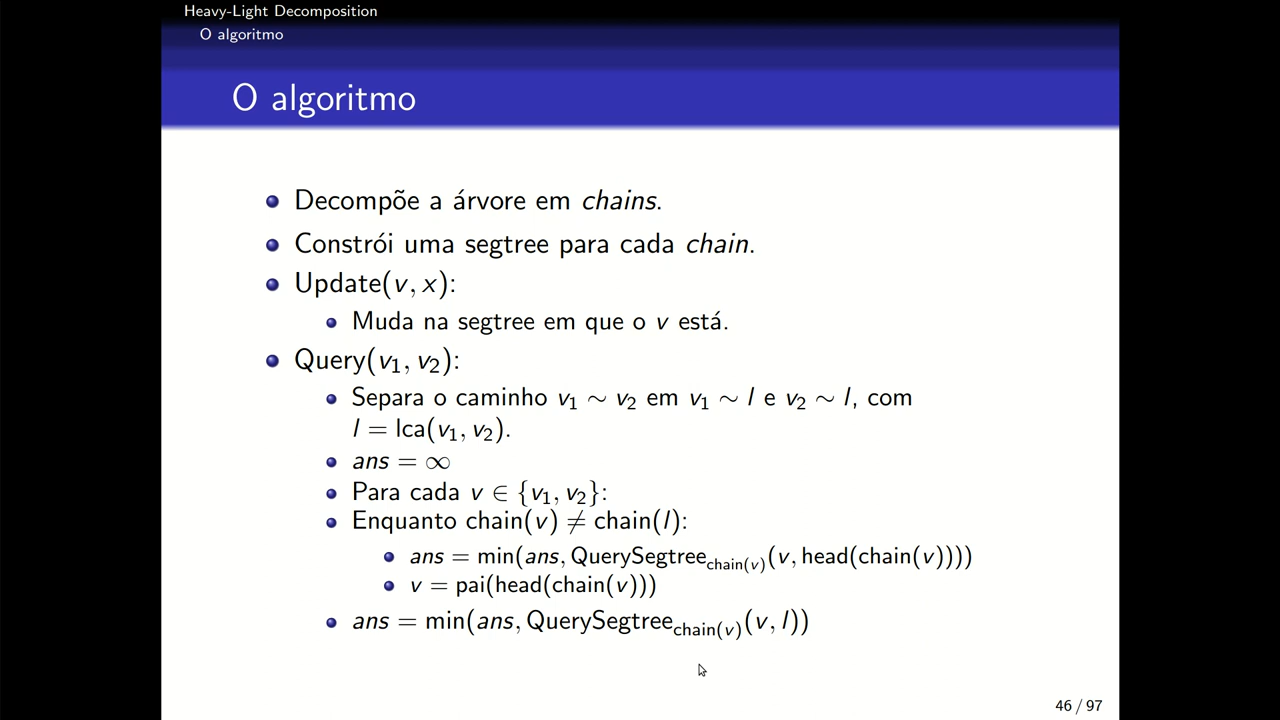 Heavy-Light Decomposition
O algoritmo
O algoritmo
Decompõe a árvore em chains.
Constrói uma segtree para cada chain.
Update(v, x):
Muda na segtree em que o v está.
Query(v₁, v₂):
Separa o caminho v₁ ∼ v₂ em v₁ ∼ l e v₂ ∼ l, com
l = lca(v₁, v₂).
ans = ∞
Para cada v ∈ {v₁, v₂}:
Enquanto chain(v) ≠ chain(l):
ans = min(ans, QuerySegtree_chain(v)(v, head(chain(v))))
v = pai(head(chain(v)))
ans = min(ans, QuerySegtree_chain(v)(v, l))
46 / 97